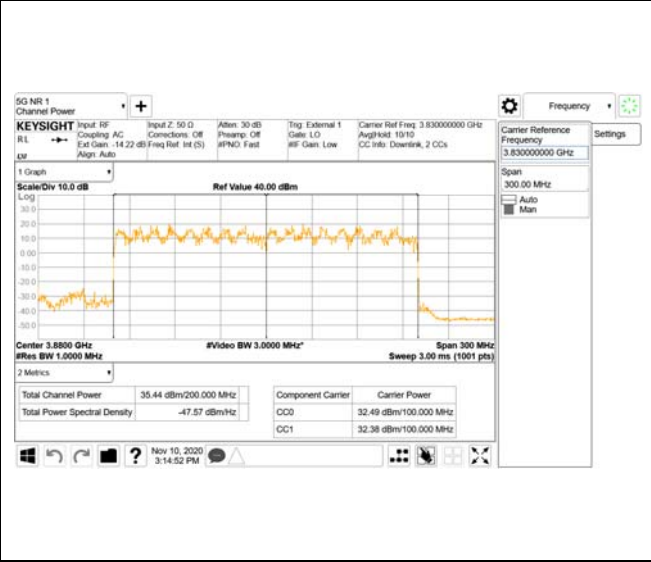 5G NR 1
Channel Power
Frequency
KEYSIGHT
RL
Input: RF
Coupling: AC
Ext Gain: -14.22 dB
Align: Auto
Input Z: 50 Ω
Corrections: Off
Freq Ref: Int (S)
Atten: 30 dB
Preamp: Off
#PNO: Fast
Trig: External 1
Gate: LO
#IF Gain: Low
Carrier Ref Freq: 3.830000000 GHz
Avg|Hold: 10/10
CC Info: Downlink, 2 CCs
Carrier Reference
Frequency
3.830000000 GHz
Settings
Span
300.00 MHz
Auto
Man
1 Graph
Scale/Div 10.0 dB
Ref Value 40.00 dBm
Log
30.0
20.0
10.0
0.00
-10.0
-20.0
-30.0
-40.0
-50.0
Center 3.8800 GHz
#Video BW 3.0000 MHz*
Span 300 MHz
#Res BW 1.0000 MHz
Sweep 3.00 ms (1001 pts)
2 Metrics
Total Channel Power 35.44 dBm/200.000 MHz
Total Power Spectral Density -47.57 dBm/Hz
Component Carrier Carrier Power
CC0 32.49 dBm/100.000 MHz
CC1 32.38 dBm/100.000 MHz
?
Nov 10, 2020
3:14:52 PM